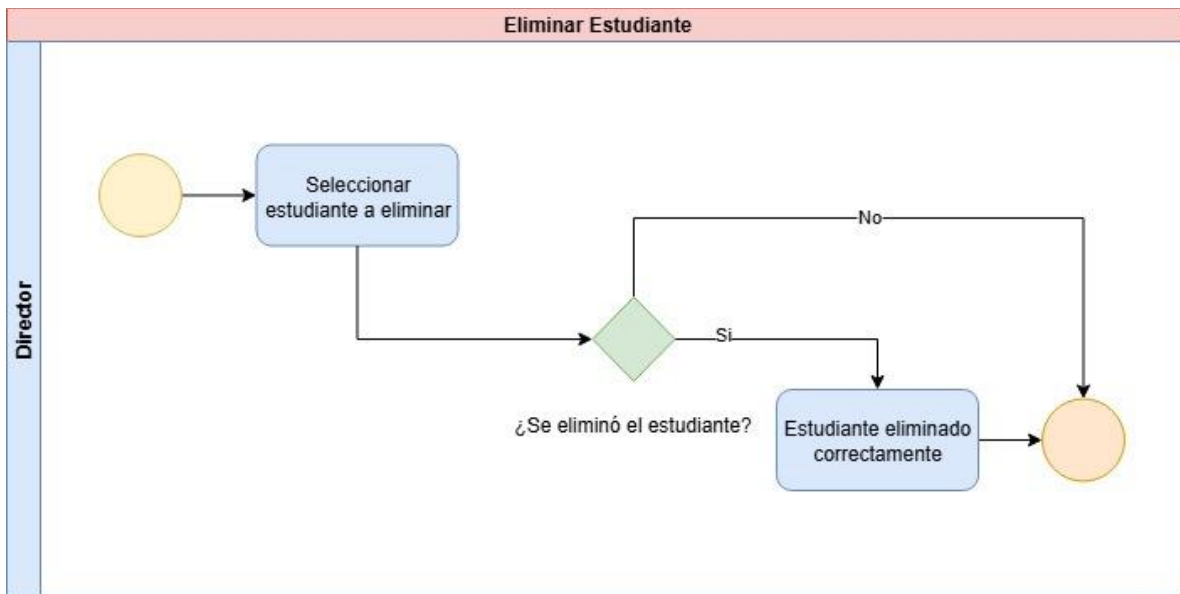 Eliminar Estudiante
Director
Seleccionar
estudiante a eliminar
No
Si
¿Se eliminó el estudiante?
Estudiante eliminado
correctamente